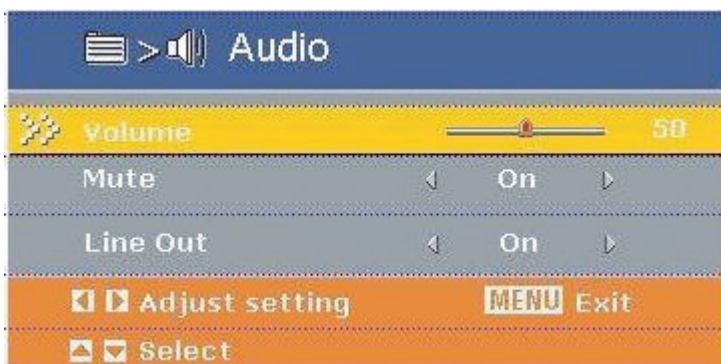 > Audio
Volume 50
Mute On
Line Out On
Adjust setting MENU Exit
Select